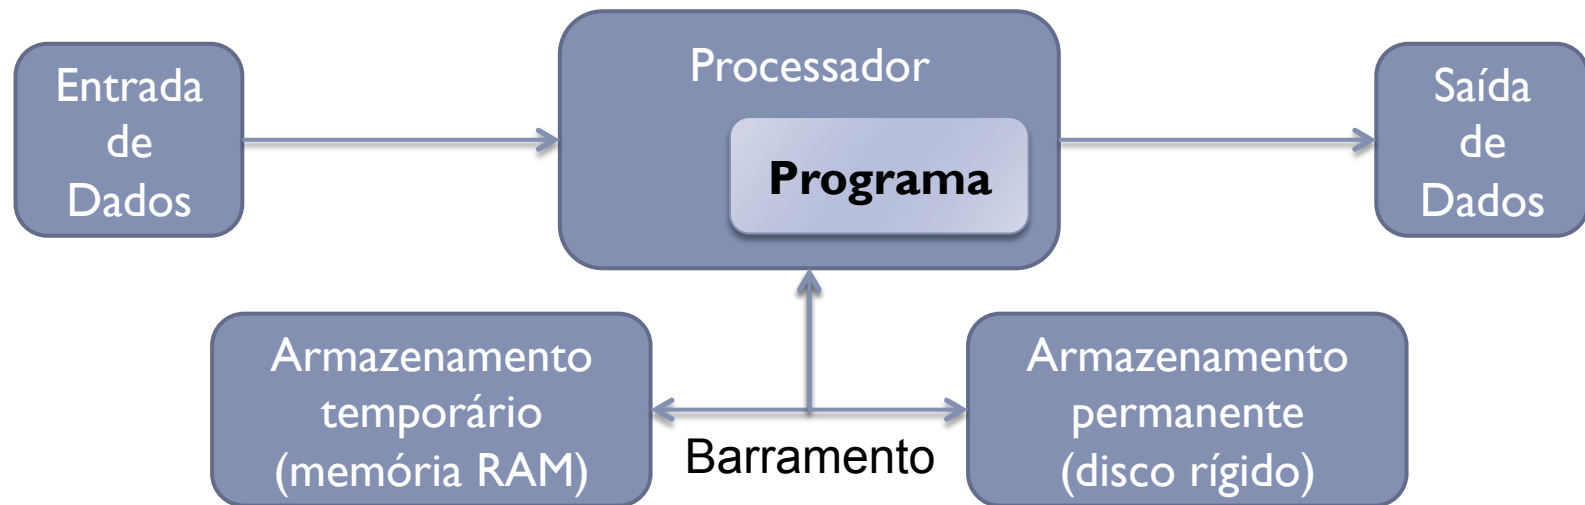 Entrada
de
Dados
Processador
Programa
Saída
de
Dados
Armazenamento
temporário
(memória RAM)
Barramento
Armazenamento
permanente
(disco rígido)